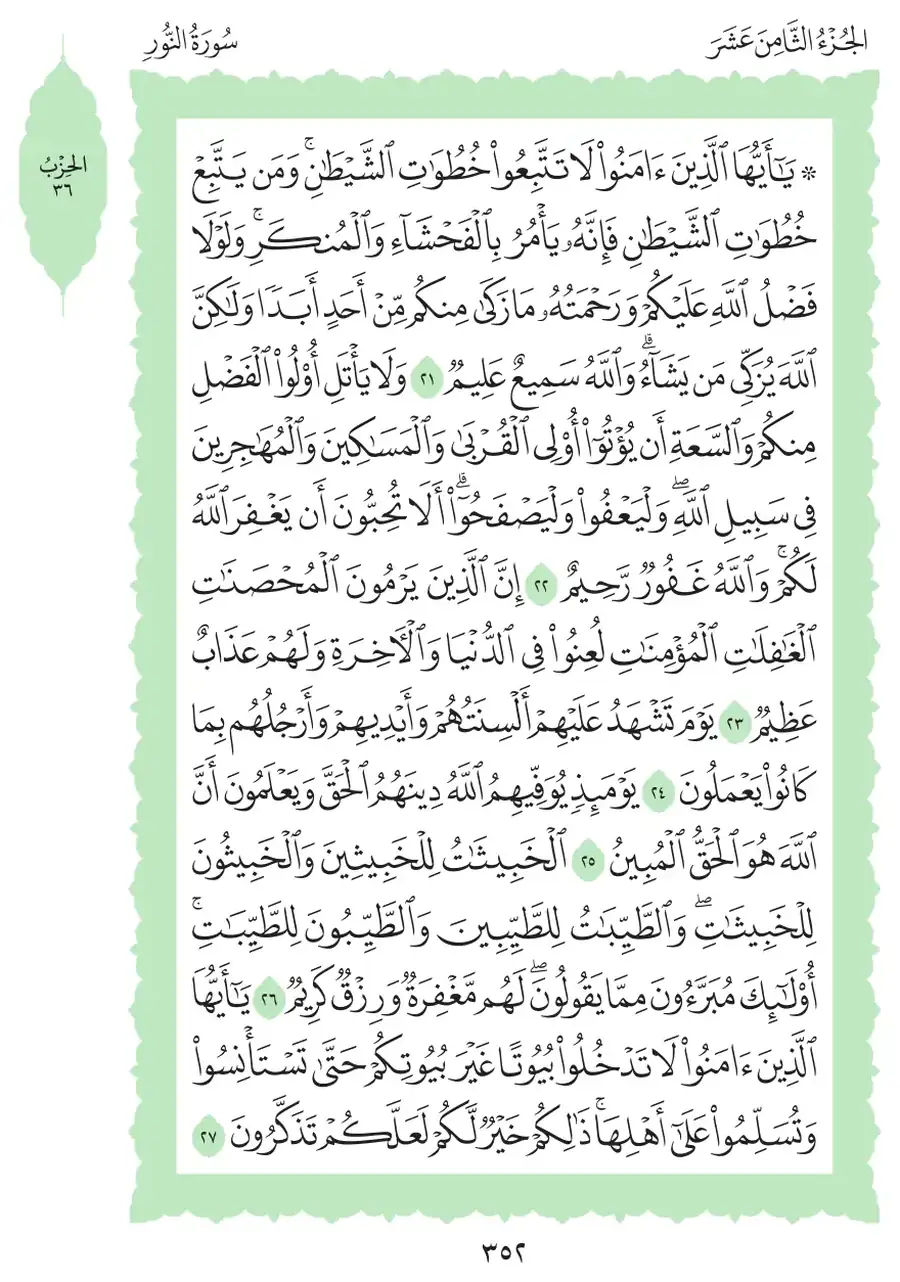 الجُزْءُ الثَّامِنَ عَشَرَ
سُورَةُ النُّورِ
الحِزْبُ
٣٦
۞ يَـٰٓأَيُّهَا ٱلَّذِينَ ءَامَنُوا۟ لَا تَتَّبِعُوا۟ خُطُوَٰتِ ٱلشَّيْطَـٰنِ ۚ وَمَن يَتَّبِعْ
خُطُوَٰتِ ٱلشَّيْطَـٰنِ فَإِنَّهُۥ يَأْمُرُ بِٱلْفَحْشَآءِ وَٱلْمُنكَرِ ۚ وَلَوْلَا
فَضْلُ ٱللَّهِ عَلَيْكُمْ وَرَحْمَتُهُۥ مَا زَكَىٰ مِنكُم مِّنْ أَحَدٍ أَبَدًا وَلَـٰكِنَّ
ٱللَّهَ يُزَكِّى مَن يَشَآءُ ۗ وَٱللَّهُ سَمِيعٌ عَلِيمٌ ٢١ وَلَا يَأْتَلِ أُو۟لُوا۟ ٱلْفَضْلِ
مِنكُمْ وَٱلسَّعَةِ أَن يُؤْتُوٓا۟ أُو۟لِى ٱلْقُرْبَىٰ وَٱلْمَسَـٰكِينَ وَٱلْمُهَـٰجِرِينَ
فِى سَبِيلِ ٱللَّهِ ۖ وَلْيَعْفُوا۟ وَلْيَصْفَحُوٓا۟ ۗ أَلَا تُحِبُّونَ أَن يَغْفِرَ ٱللَّهُ
لَكُمْ ۚ وَٱللَّهُ غَفُورٌ رَّحِيمٌ ٢٢ إِنَّ ٱلَّذِينَ يَرْمُونَ ٱلْمُحْصَنَـٰتِ
ٱلْغَـٰفِلَـٰتِ ٱلْمُؤْمِنَـٰتِ لُعِنُوا۟ فِى ٱلدُّنْيَا وَٱلْـَٔاخِرَةِ وَلَهُمْ عَذَابٌ
عَظِيمٌ ٢٣ يَوْمَ تَشْهَدُ عَلَيْهِمْ أَلْسِنَتُهُمْ وَأَيْدِيهِمْ وَأَرْجُلُهُم بِمَا
كَانُوا۟ يَعْمَلُونَ ٢٤ يَوْمَئِذٍ يُوَفِّيهِمُ ٱللَّهُ دِينَهُمُ ٱلْحَقَّ وَيَعْلَمُونَ أَنَّ
ٱللَّهَ هُوَ ٱلْحَقُّ ٱلْمُبِينُ ٢٥ ٱلْخَبِيثَـٰتُ لِلْخَبِيثِينَ وَٱلْخَبِيثُونَ
لِلْخَبِيثَـٰتِ ۖ وَٱلطَّيِّبَـٰتُ لِلطَّيِّبِينَ وَٱلطَّيِّبُونَ لِلطَّيِّبَـٰتِ ۚ
أُو۟لَـٰٓئِكَ مُبَرَّءُونَ مِمَّا يَقُولُونَ ۖ لَهُم مَّغْفِرَةٌ وَرِزْقٌ كَرِيمٌ ٢٦ يَـٰٓأَيُّهَا
ٱلَّذِينَ ءَامَنُوا۟ لَا تَدْخُلُوا۟ بُيُوتًا غَيْرَ بُيُوتِكُمْ حَتَّىٰ تَسْتَأْنِسُوا۟
وَتُسَلِّمُوا۟ عَلَىٰٓ أَهْلِهَا ۚ ذَٰلِكُمْ خَيْرٌ لَّكُمْ لَعَلَّكُمْ تَذَكَّرُونَ ٢٧
٣٥٢